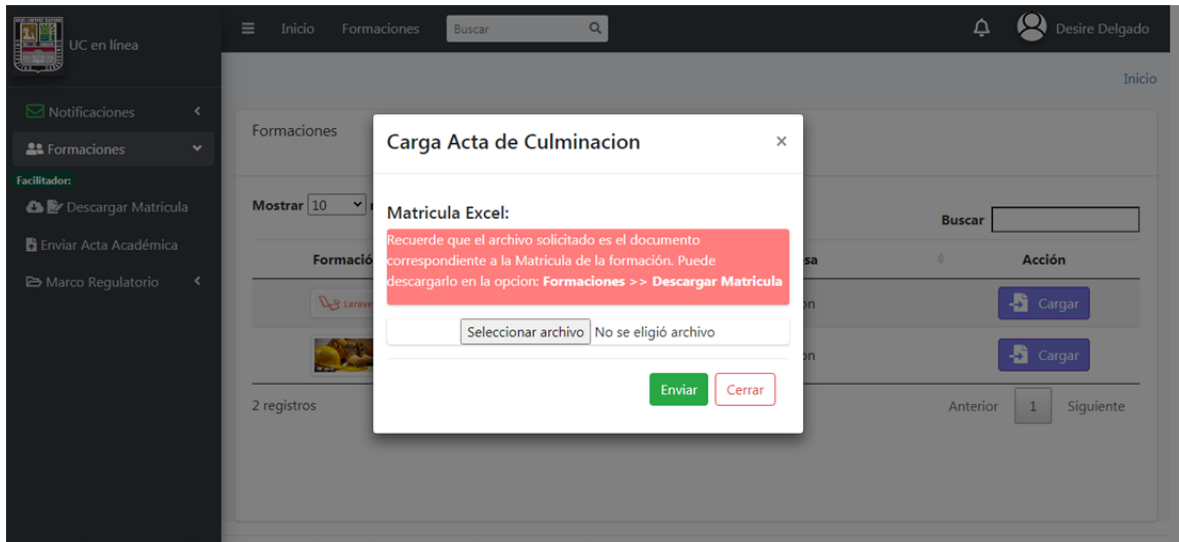 UC en línea
Inicio Formaciones Buscar Desire Delgado
Inicio
Notificaciones
Formaciones
Facilitador:
Descargar Matricula
Enviar Acta Académica
Marco Regulatorio
Formaciones
Mostrar 10
Buscar
Formació
Acción
Cargar
Cargar
2 registros
Anterior 1 Siguiente
Carga Acta de Culminacion ×
Matricula Excel:
Recuerde que el archivo solicitado es el documento
correspondiente a la Matricula de la formación. Puede
descargarlo en la opcion: Formaciones >> Descargar Matricula
Seleccionar archivo No se eligió archivo
Enviar Cerrar